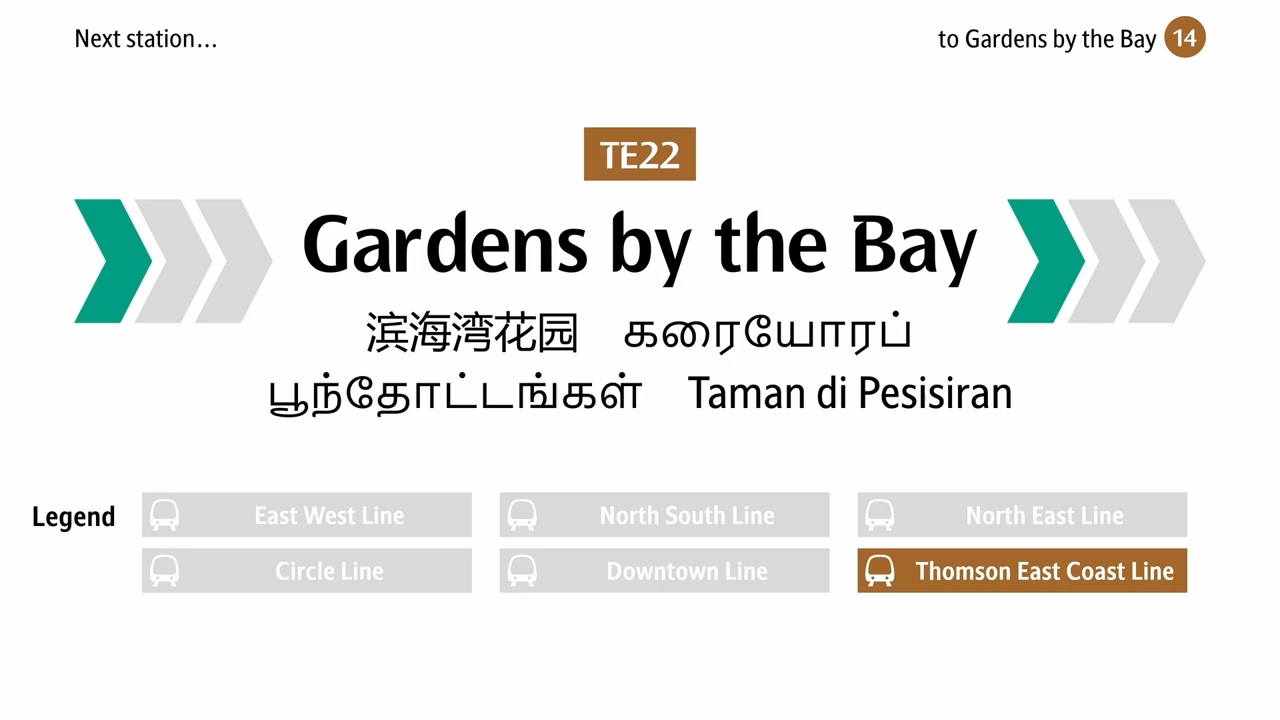 Next station...
to Gardens by the Bay 14
TE22
Gardens by the Bay
滨海湾花园 கரையோரப்
பூந்தோட்டங்கள் Taman di Pesisiran
Legend
East West Line
North South Line
North East Line
Circle Line
Downtown Line
Thomson East Coast Line